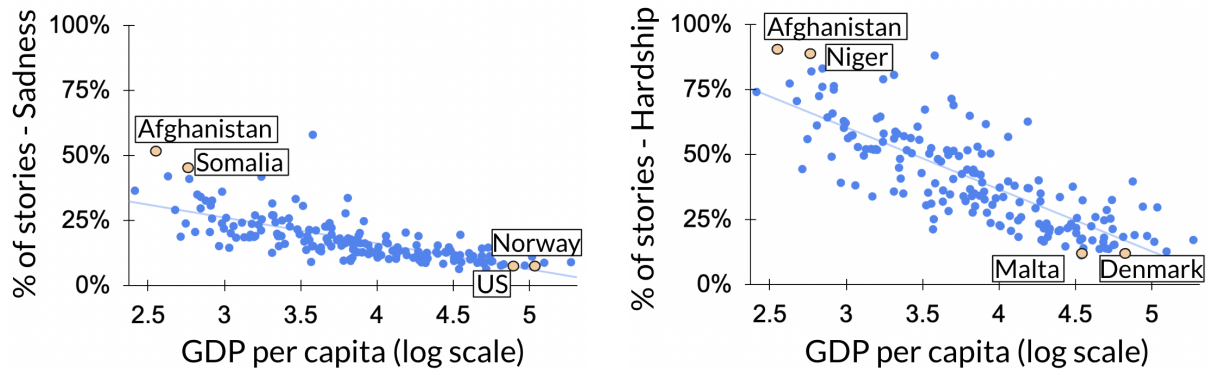 % of stories - Sadness
100%
75%
50%
25%
0%
Afghanistan
Somalia
Norway
US
2.5 3 3.5 4 4.5 5
GDP per capita (log scale)
% of stories - Hardship
100%
75%
50%
25%
0%
Afghanistan
Niger
Malta
Denmark
2.5 3 3.5 4 4.5 5
GDP per capita (log scale)